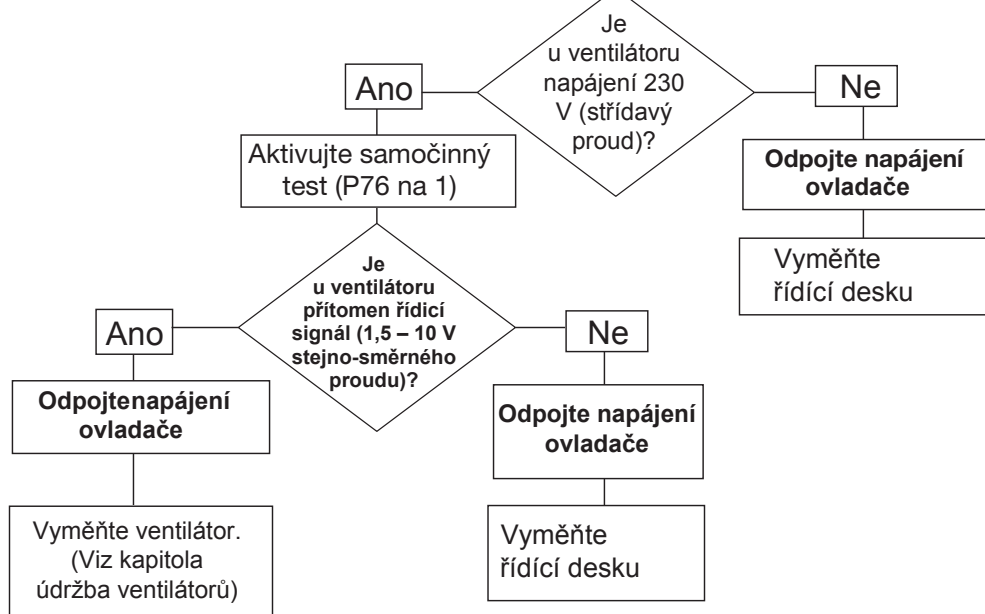 Je
u ventilátoru
napájení 230
V (střídavý
proud)?
Ano
Ne
Aktivujte samočinný
test (P76 na 1)
Odpojte napájení
ovladače
Vyměňte
řídící desku
Je
u ventilátoru
přítomen řídicí
signál (1,5 – 10 V
stejno-směrného
proudu)?
Ano
Ne
Odpojtenapájení
ovladače
Odpojte napájení
ovladače
Vyměňte ventilátor.
(Viz kapitola
údržba ventilátorů)
Vyměňte
řídící desku